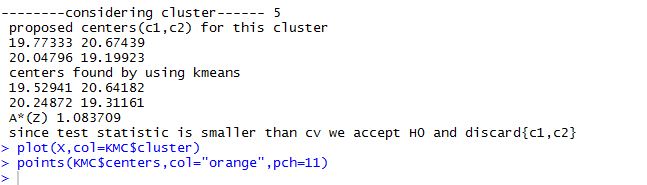 --------considering cluster------ 5
proposed centers(c1,c2) for this cluster
19.77333 20.67439
20.04796 19.19923
centers found by using kmeans
19.52941 20.64182
20.24872 19.31161
A*(Z) 1.083709
since test statistic is smaller than cv we accept H0 and discard{c1,c2}
> plot(X,col=KMC$cluster)
> points(KMC$centers,col="orange",pch=11)
>